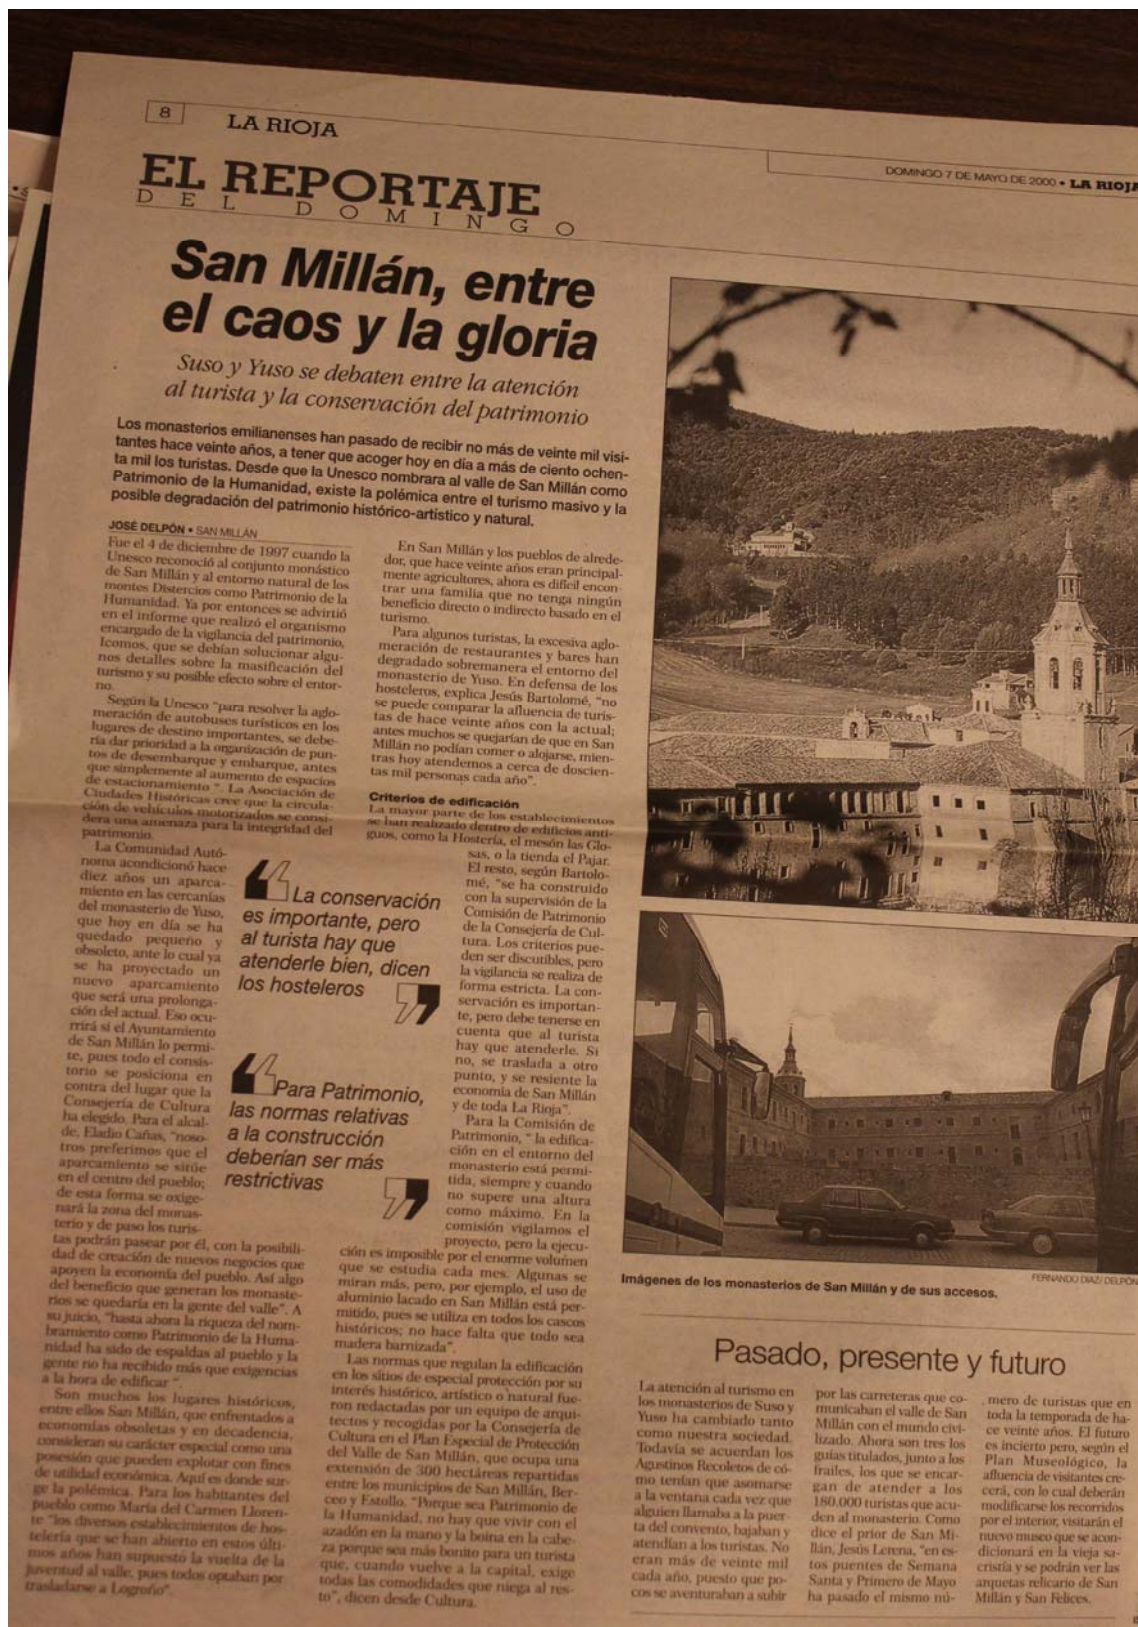 8
LA RIOJA
DOMINGO 7 DE MAYO DE 2000 • LA RIOJA
EL REPORTAJE
DEL DOMINGO
San Millán, entre
el caos y la gloria
Suso y Yuso se debaten entre la atención
al turista y la conservación del patrimonio
Los monasterios emilianenses han pasado de recibir no más de veinte mil visi-
tantes hace veinte años, a tener que acoger hoy en día a más de ciento ochen-
ta mil los turistas. Desde que la Unesco nombrara al valle de San Millán como
Patrimonio de la Humanidad, existe la polémica entre el turismo masivo y la
posible degradación del patrimonio histórico-artístico y natural.
JOSÉ DELPÓN • SAN MILLÁN
Fue el 4 de diciembre de 1997 cuando la
Unesco reconoció al conjunto monástico
de San Millán y al entorno natural de los
montes Distercios como Patrimonio de la
Humanidad. Ya por entonces se advirtió
en el informe que realizó el organismo
encargado de la vigilancia del patrimonio,
Icomos, que se debían solucionar algu-
nos detalles sobre la masificación del
turismo y su posible efecto sobre el entor-
no.
Según la Unesco "para resolver la aglo-
meración de autobuses turísticos en los
lugares de destino importantes, se debe-
ría dar prioridad a la organización de pun-
tos de desembarque y embarque, antes
que simplemente al aumento de espacios
de estacionamiento ". La Asociación de
Ciudades Históricas cree que la circula-
ción de vehículos motorizados se consi-
dera una amenaza para la integridad del
patrimonio.
La Comunidad Autó-
noma acondicionó hace
diez años un aparca-
miento en las cercanías
del monasterio de Yuso,
que hoy en día se ha
quedado pequeño y
obsoleto, ante lo cual ya
se ha proyectado un
nuevo aparcamiento
que será una prolonga-
ción del actual. Eso ocu-
rrirá si el Ayuntamiento
de San Millán lo permi-
te, pues todo el consis-
torio se posiciona en
contra del lugar que la
Consejería de Cultura
ha elegido. Para el alcal-
de, Eladio Cañas, "noso-
tros preferimos que el
aparcamiento se sitúe
en el centro del pueblo;
de esta forma se oxige-
nará la zona del monas-
terio y de paso los turis-
tas podrán pasear por él, con la posibili-
dad de creación de nuevos negocios que
apoyen la economía del pueblo. Así algo
del beneficio que generan los monaste-
rios se quedaría en la gente del valle". A
su juicio, "hasta ahora la riqueza del nom-
bramiento como Patrimonio de la Huma-
nidad ha sido de espaldas al pueblo y la
gente no ha recibido más que exigencias
a la hora de edificar ".
Son muchos los lugares históricos,
entre ellos San Millán, que enfrentados a
economías obsoletas y en decadencia,
consideran su carácter especial como una
posesión que pueden explotar con fines
de utilidad económica. Aquí es donde sur-
ge la polémica. Para los habitantes del
pueblo como María del Carmen Lloren-
te "los diversos establecimientos de hos-
telería que se han abierto en estos últi-
mos años han supuesto la vuelta de la
juventud al valle, pues todos optaban por
trasladarse a Logroño".
La conservación
es importante, pero
al turista hay que
atenderle bien, dicen
los hosteleros
Para Patrimonio,
las normas relativas
a la construcción
deberían ser más
restrictivas
En San Millán y los pueblos de alrede-
dor, que hace veinte años eran principal-
mente agricultores, ahora es difícil encon-
trar una familia que no tenga ningún
beneficio directo o indirecto basado en el
turismo.
Para algunos turistas, la excesiva aglo-
meración de restaurantes y bares han
degradado sobremanera el entorno del
monasterio de Yuso. En defensa de los
hosteleros, explica Jesús Bartolomé, "no
se puede comparar la afluencia de turis-
tas de hace veinte años con la actual;
antes muchos se quejarían de que en San
Millán no podían comer o alojarse, mien-
tras hoy atendemos a cerca de doscien-
tas mil personas cada año".
Criterios de edificación
La mayor parte de los establecimientos
se han realizado dentro de edificios anti-
guos, como la Hostería, el mesón las Glo-
sas, o la tienda el Pajar.
El resto, según Bartolo-
mé, "se ha construido
con la supervisión de la
Comisión de Patrimonio
de la Consejería de Cul-
tura. Los criterios pue-
den ser discutibles, pero
la vigilancia se realiza de
forma estricta. La con-
servación es importan-
te, pero debe tenerse en
cuenta que al turista
hay que atenderle. Si
no, se traslada a otro
punto, y se resiente la
economía de San Millán
y de toda La Rioja".
Para la Comisión de
Patrimonio, " la edifica-
ción en el entorno del
monasterio está permi-
tida, siempre y cuando
no supere una altura
como máximo. En la
comisión vigilamos el
proyecto, pero la ejecu-
ción es imposible por el enorme volumen
que se estudia cada mes. Algunas se
miran más, pero, por ejemplo, el uso de
aluminio lacado en San Millán está per-
mitido, pues se utiliza en todos los cascos
históricos; no hace falta que todo sea
madera barnizada".
Las normas que regulan la edificación
en los sitios de especial protección por su
interés histórico, artístico o natural fue-
ron redactadas por un equipo de arqui-
tectos y recogidas por la Consejería de
Cultura en el Plan Especial de Protección
del Valle de San Millán, que ocupa una
extensión de 300 hectáreas repartidas
entre los municipios de San Millán, Ber-
ceo y Estollo. "Porque sea Patrimonio de
la Humanidad, no hay que vivir con el
azadón en la mano y la boina en la cabe-
za porque sea más bonito para un turista
que, cuando vuelve a la capital, exige
todas las comodidades que niega al res-
to", dicen desde Cultura.
Imágenes de los monasterios de San Millán y de sus accesos.
FERNANDO DÍAZ/ DELPÓN
Pasado, presente y futuro
La atención al turismo en
los monasterios de Suso y
Yuso ha cambiado tanto
como nuestra sociedad.
Todavía se acuerdan los
Agustinos Recoletos de có-
mo tenían que asomarse
a la ventana cada vez que
alguien llamaba a la puer-
ta del convento, bajaban y
atendían a los turistas. No
eran más de veinte mil
cada año, puesto que po-
cos se aventuraban a subir
por las carreteras que co-
municaban el valle de San
Millán con el mundo civi-
lizado. Ahora son tres los
guías titulados, junto a los
frailes, los que se encar-
gan de atender a los
180.000 turistas que acu-
den al monasterio. Como
dice el prior de San Mi-
llán, Jesús Lerena, "en es-
tos puentes de Semana
Santa y Primero de Mayo
ha pasado el mismo nú-
mero de turistas que en
toda la temporada de ha-
ce veinte años. El futuro
es incierto pero, según el
Plan Museológico, la
afluencia de visitantes cre-
cerá, con lo cual deberán
modificarse los recorridos
por el interior, visitarán el
nuevo museo que se acon-
dicionará en la vieja sa-
cristía y se podrán ver las
arquetas relicario de San
Millán y San Felices.